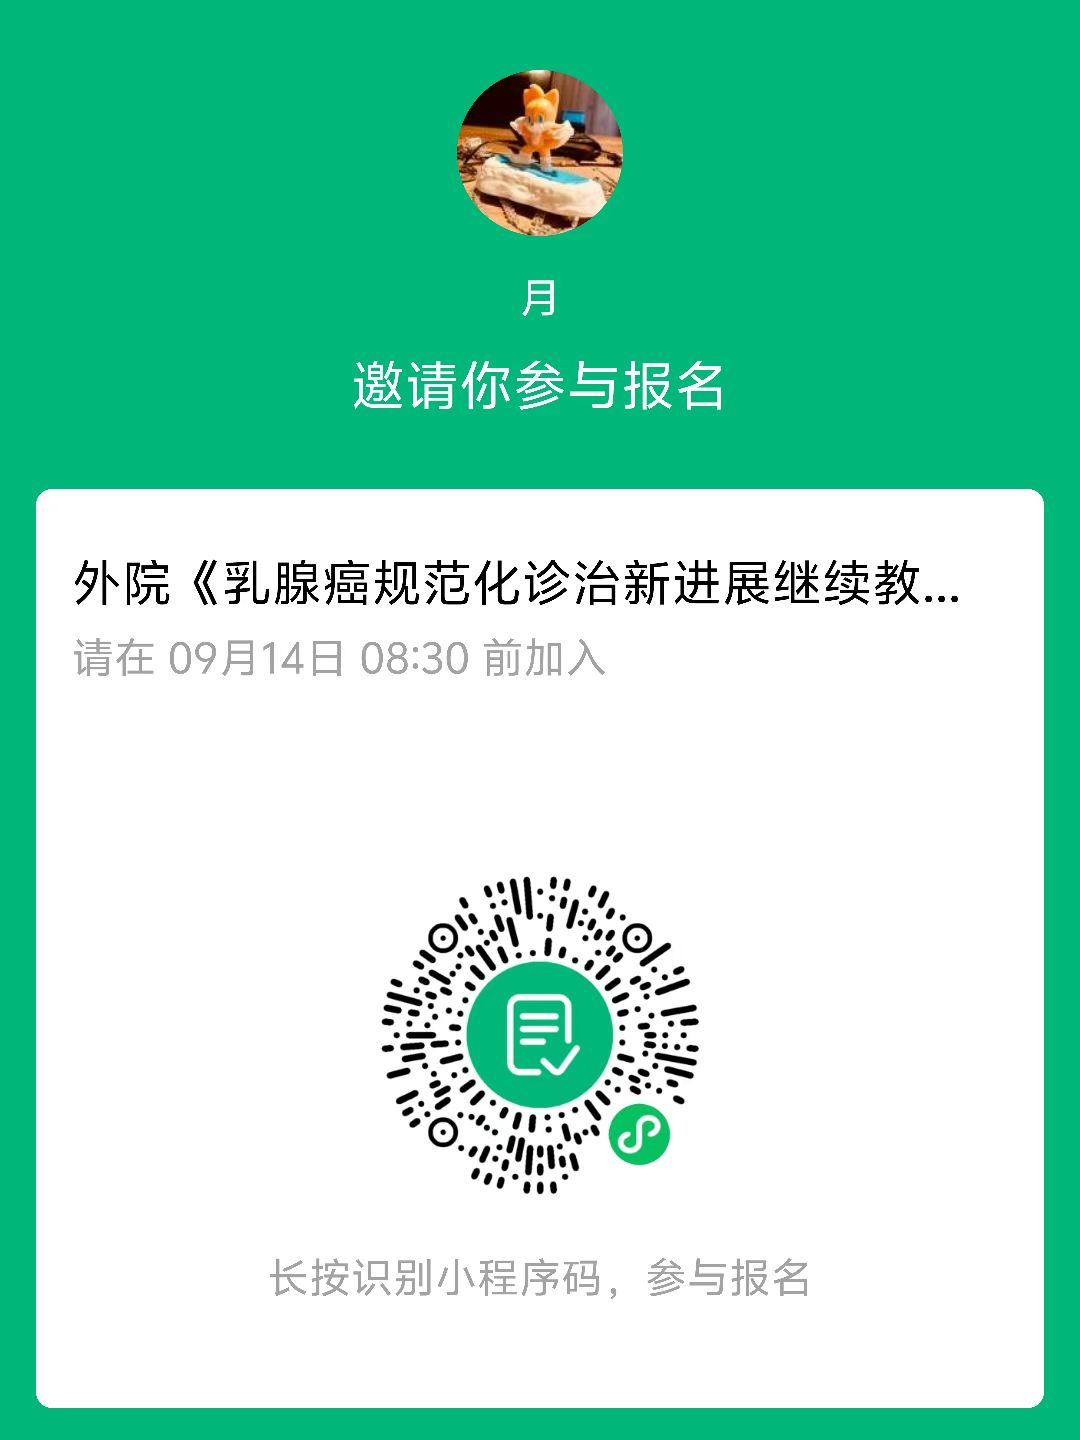 月
邀请你参与报名
外院《乳腺癌规范化诊治新进展继续教...
请在 09月14日 08:30 前加入
长按识别小程序码，参与报名